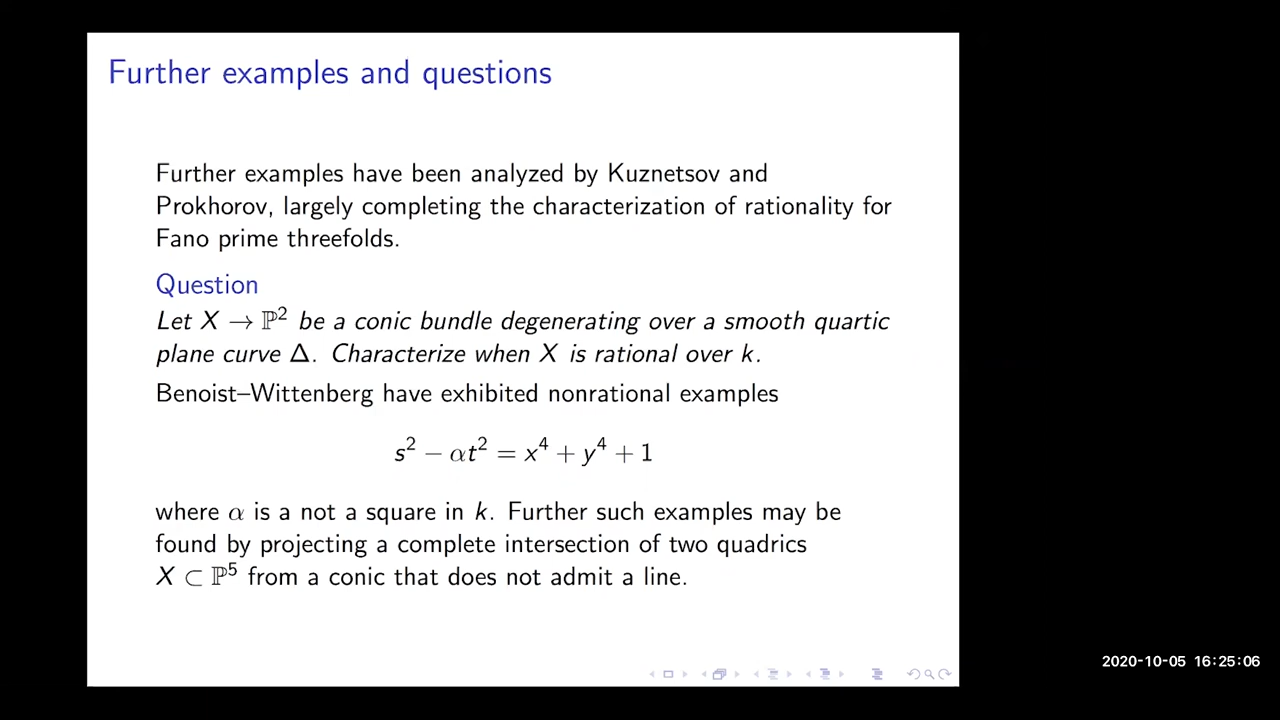 Further examples and questions
Further examples have been analyzed by Kuznetsov and
Prokhorov, largely completing the characterization of rationality for
Fano prime threefolds.
Question
Let X → ℙ² be a conic bundle degenerating over a smooth quartic
plane curve Δ. Characterize when X is rational over k.
Benoist–Wittenberg have exhibited nonrational examples
s² − αt² = x⁴ + y⁴ + 1
where α is a not a square in k. Further such examples may be
found by projecting a complete intersection of two quadrics
X ⊂ ℙ⁵ from a conic that does not admit a line.
2020-10-05 16:25:06